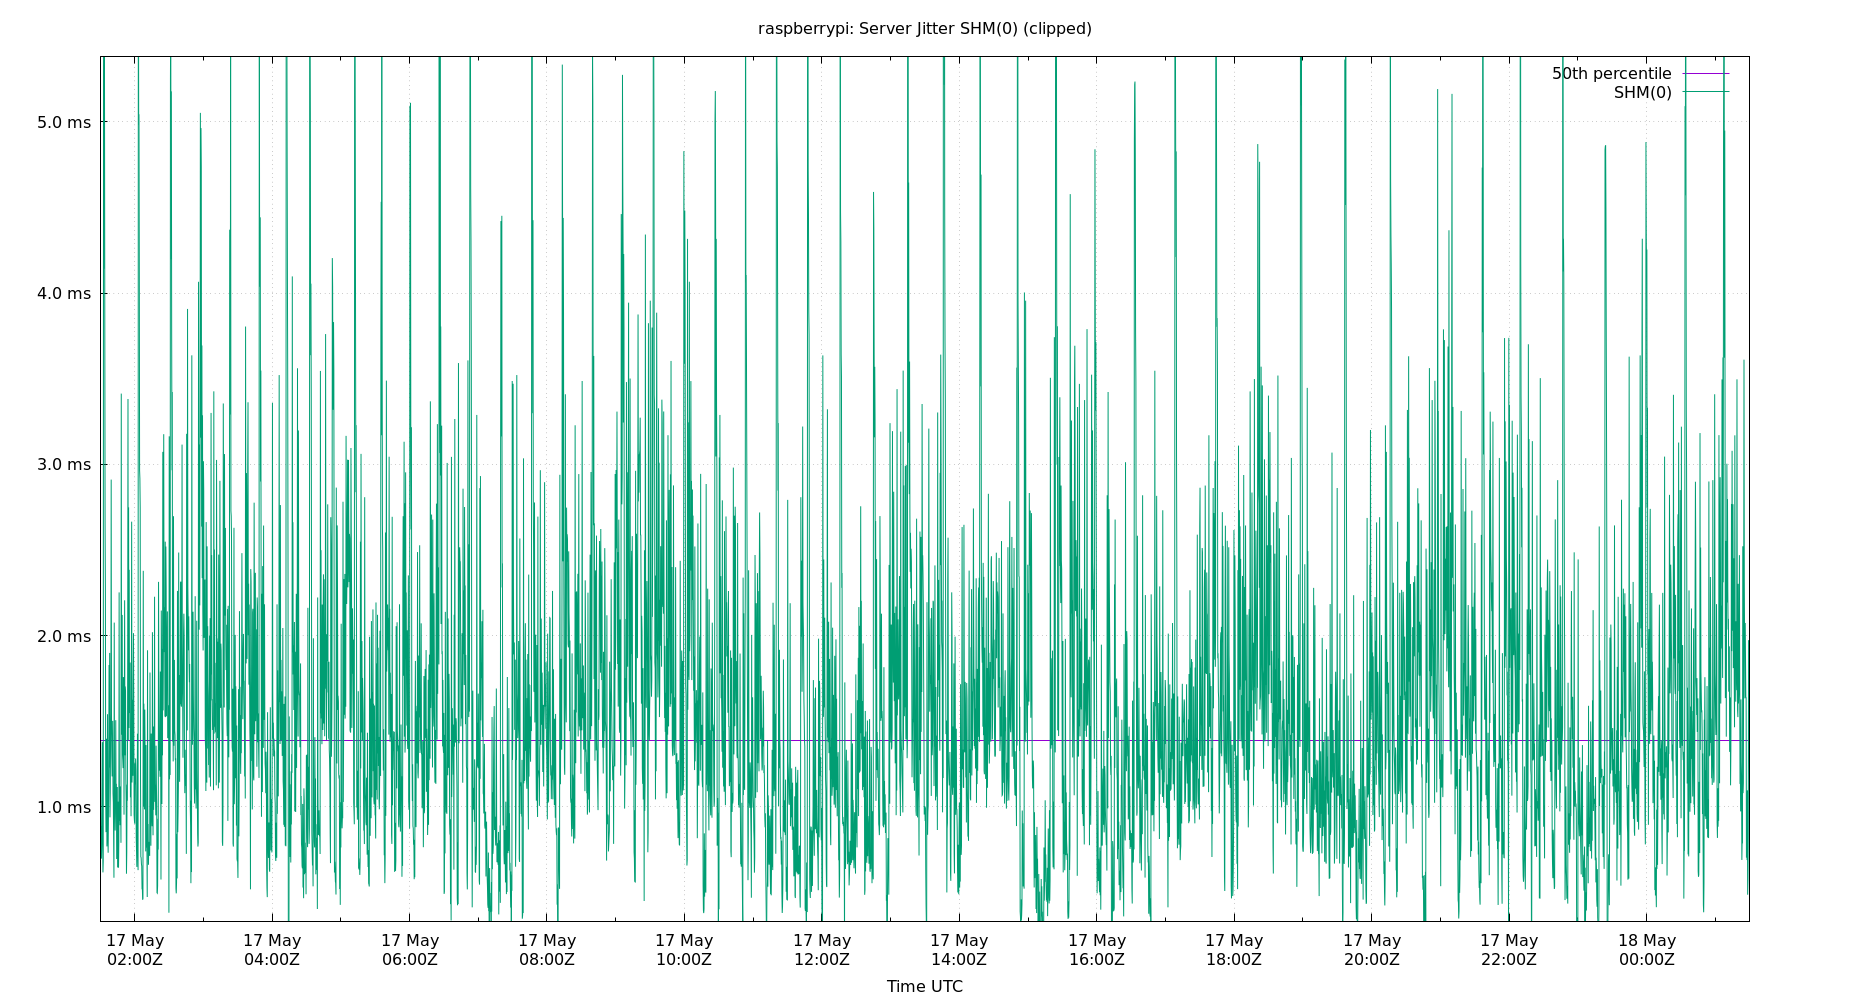 raspberrypi: Server Jitter SHM(0) (clipped)
50th percentile
SHM(0)
5.0 ms
4.0 ms
3.0 ms
2.0 ms
1.0 ms
17 May 17 May 17 May 17 May 17 May 17 May 17 May 17 May 17 May 17 May 17 May 18 May
02:00Z 04:00Z 06:00Z 08:00Z 10:00Z 12:00Z 14:00Z 16:00Z 18:00Z 20:00Z 22:00Z 00:00Z
Time UTC